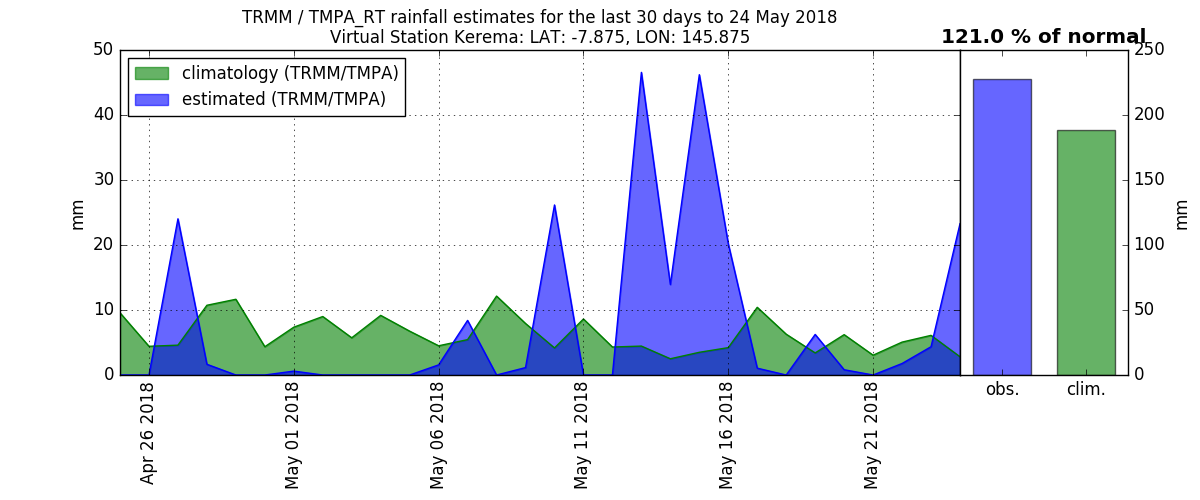 TRMM / TMPA_RT rainfall estimates for the last 30 days to 24 May 2018
Virtual Station Kerema: LAT: -7.875, LON: 145.875
121.0 % of normal
climatology (TRMM/TMPA)
estimated (TRMM/TMPA)
50
40
30
20
10
0
mm
250
200
150
100
50
0
mm
Apr 26 2018
May 01 2018
May 06 2018
May 11 2018
May 16 2018
May 21 2018
obs.
clim.